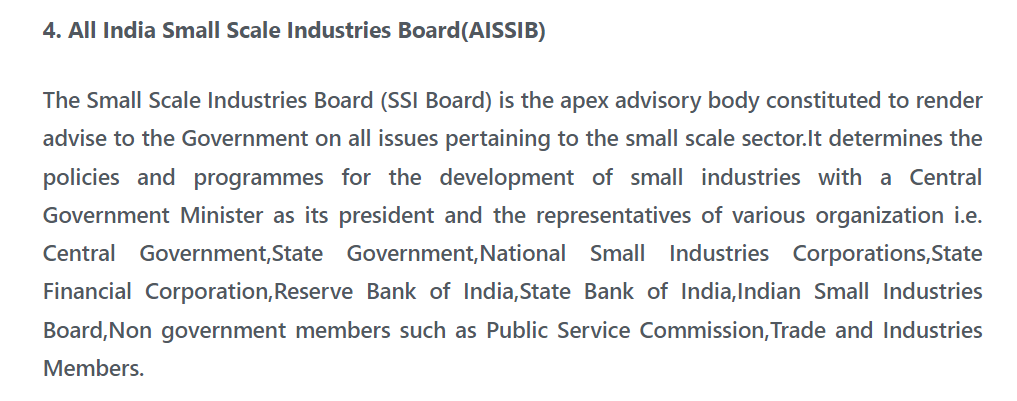 4. All India Small Scale Industries Board(AISSIB)
The Small Scale Industries Board (SSI Board) is the apex advisory body constituted to render
advise to the Government on all issues pertaining to the small scale sector.It determines the
policies and programmes for the development of small industries with a Central
Government Minister as its president and the representatives of various organization i.e.
Central Government,State Government,National Small Industries Corporations,State
Financial Corporation,Reserve Bank of India,State Bank of India,Indian Small Industries
Board,Non government members such as Public Service Commission,Trade and Industries
Members.